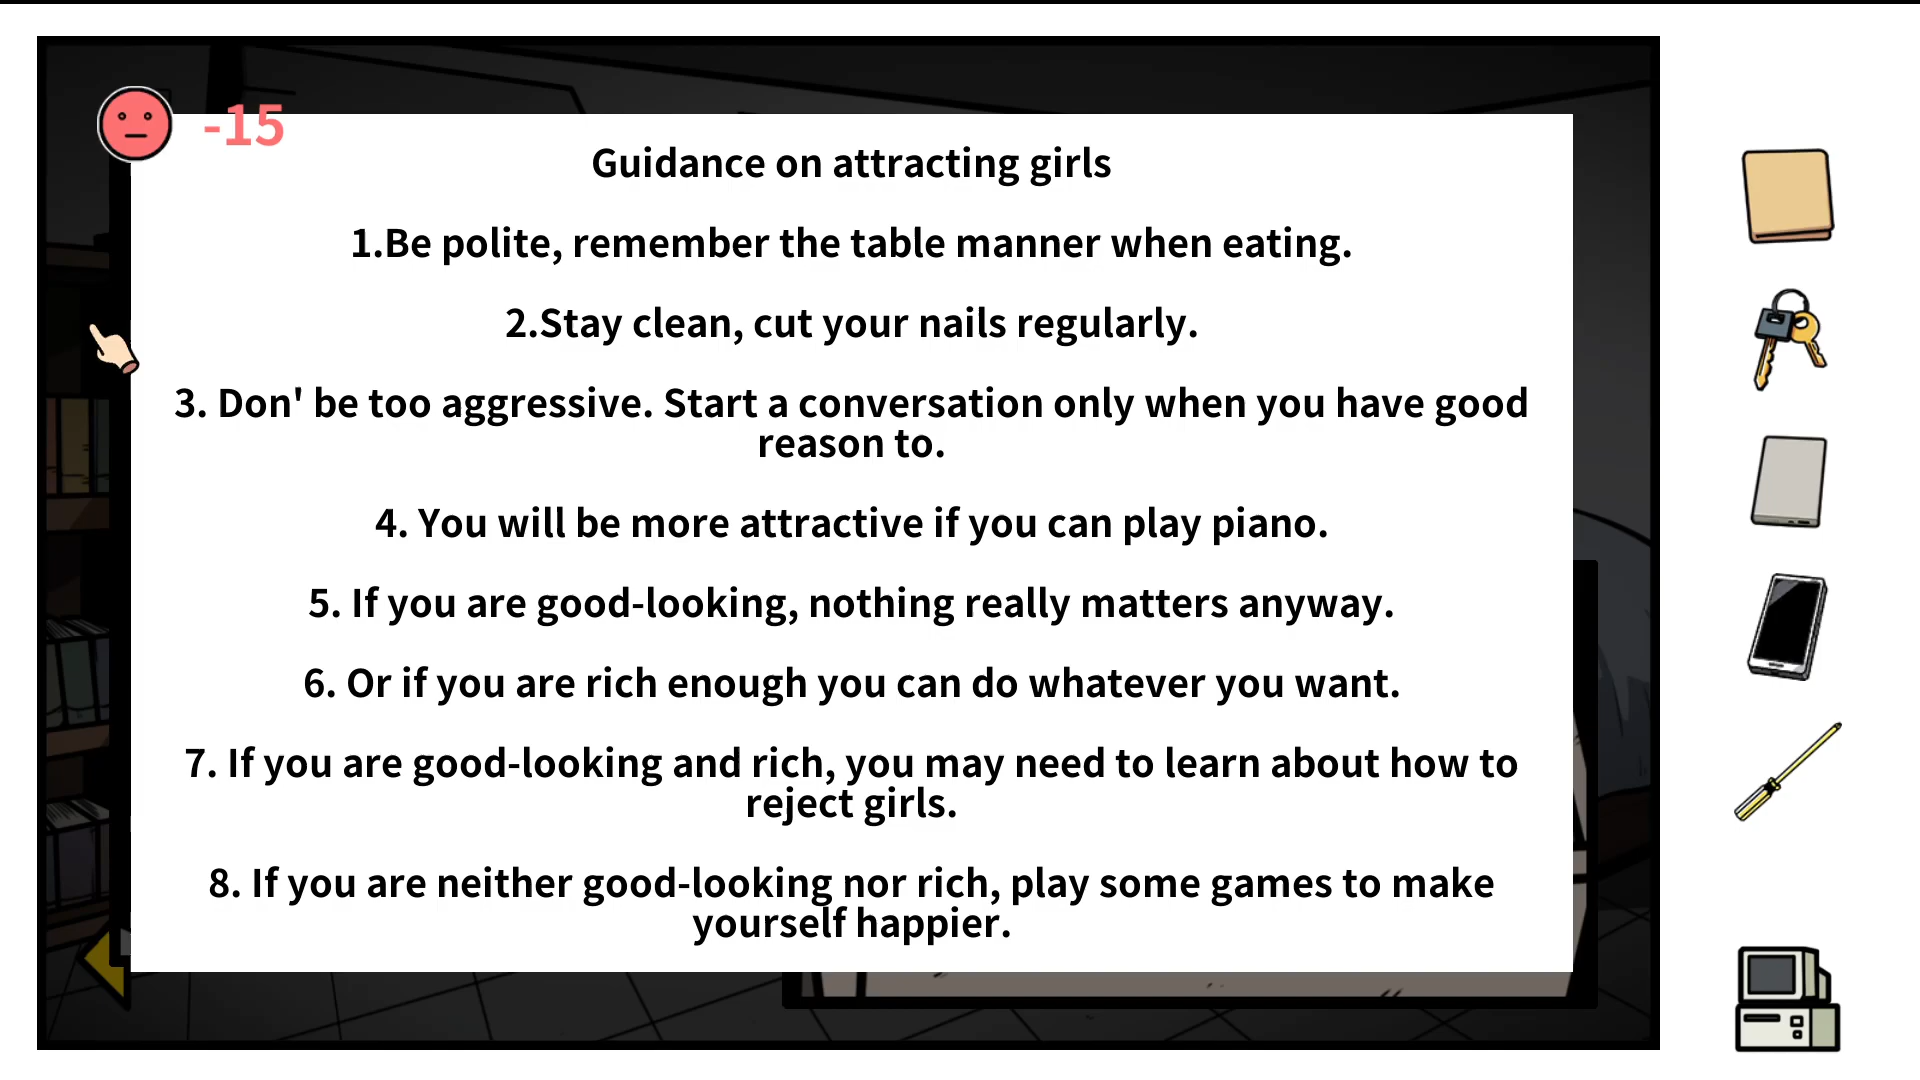 -15
Guidance on attracting girls
1.Be polite, remember the table manner when eating.
2.Stay clean, cut your nails regularly.
3. Don' be too aggressive. Start a conversation only when you have good
reason to.
4. You will be more attractive if you can play piano.
5. If you are good-looking, nothing really matters anyway.
6. Or if you are rich enough you can do whatever you want.
7. If you are good-looking and rich, you may need to learn about how to
reject girls.
8. If you are neither good-looking nor rich, play some games to make
yourself happier.